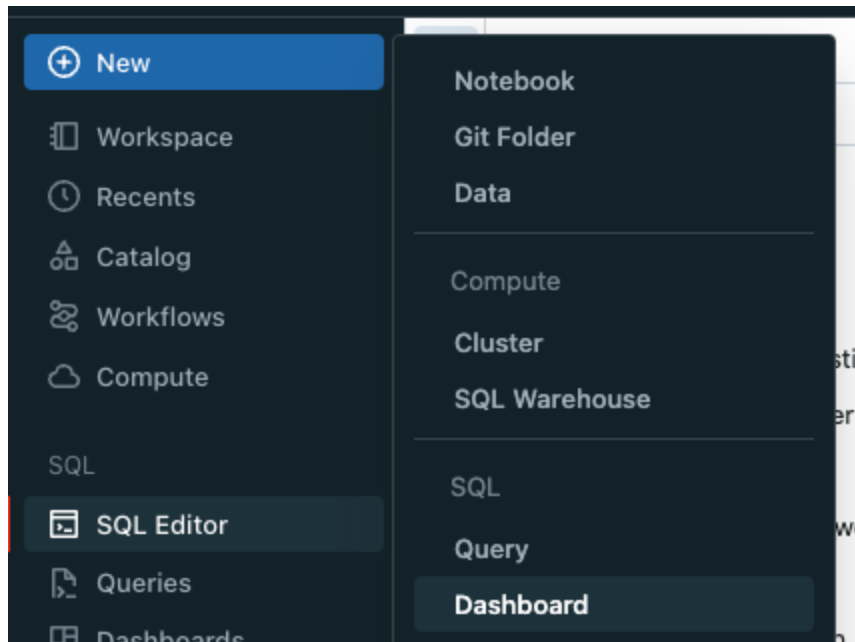 New
Workspace
Recents
Catalog
Workflows
Compute
SQL
SQL Editor
Queries
Dashboards
Notebook
Git Folder
Data
Compute
Cluster
SQL Warehouse
SQL
Query
Dashboard